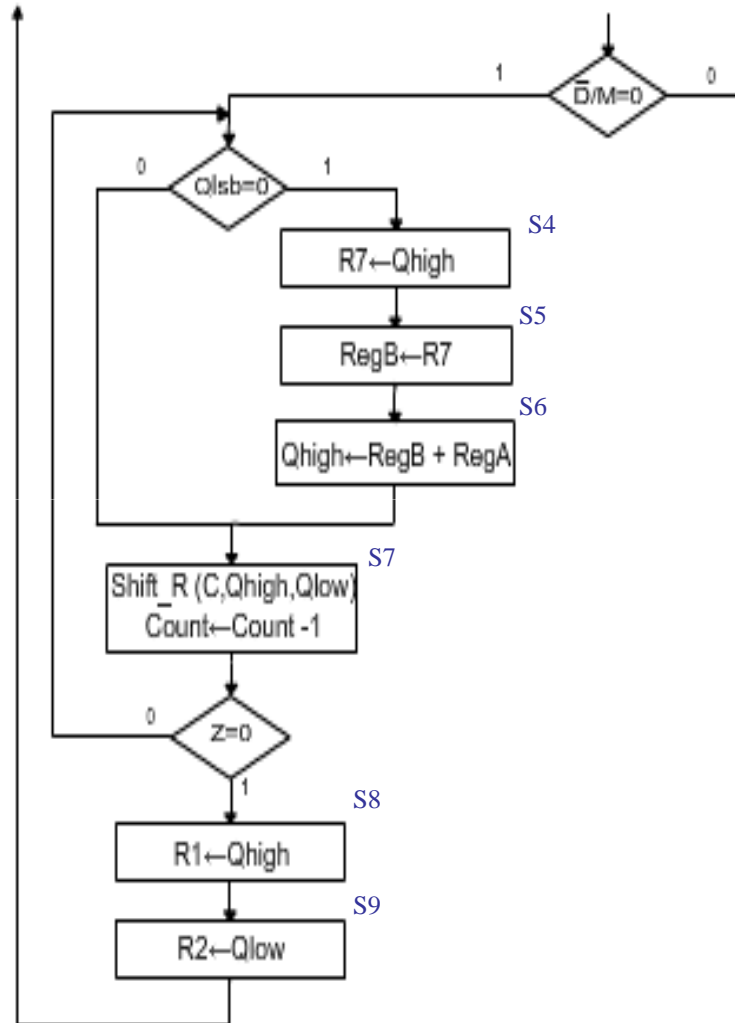 1
D̅/M=0
0
0
Qlsb=0
1
S4
R7←Qhigh
S5
RegB←R7
S6
Qhigh←RegB + RegA
S7
Shift_R (C,Qhigh,Qlow)
Count←Count -1
0
Z=0
1
S8
R1←Qhigh
S9
R2←Qlow